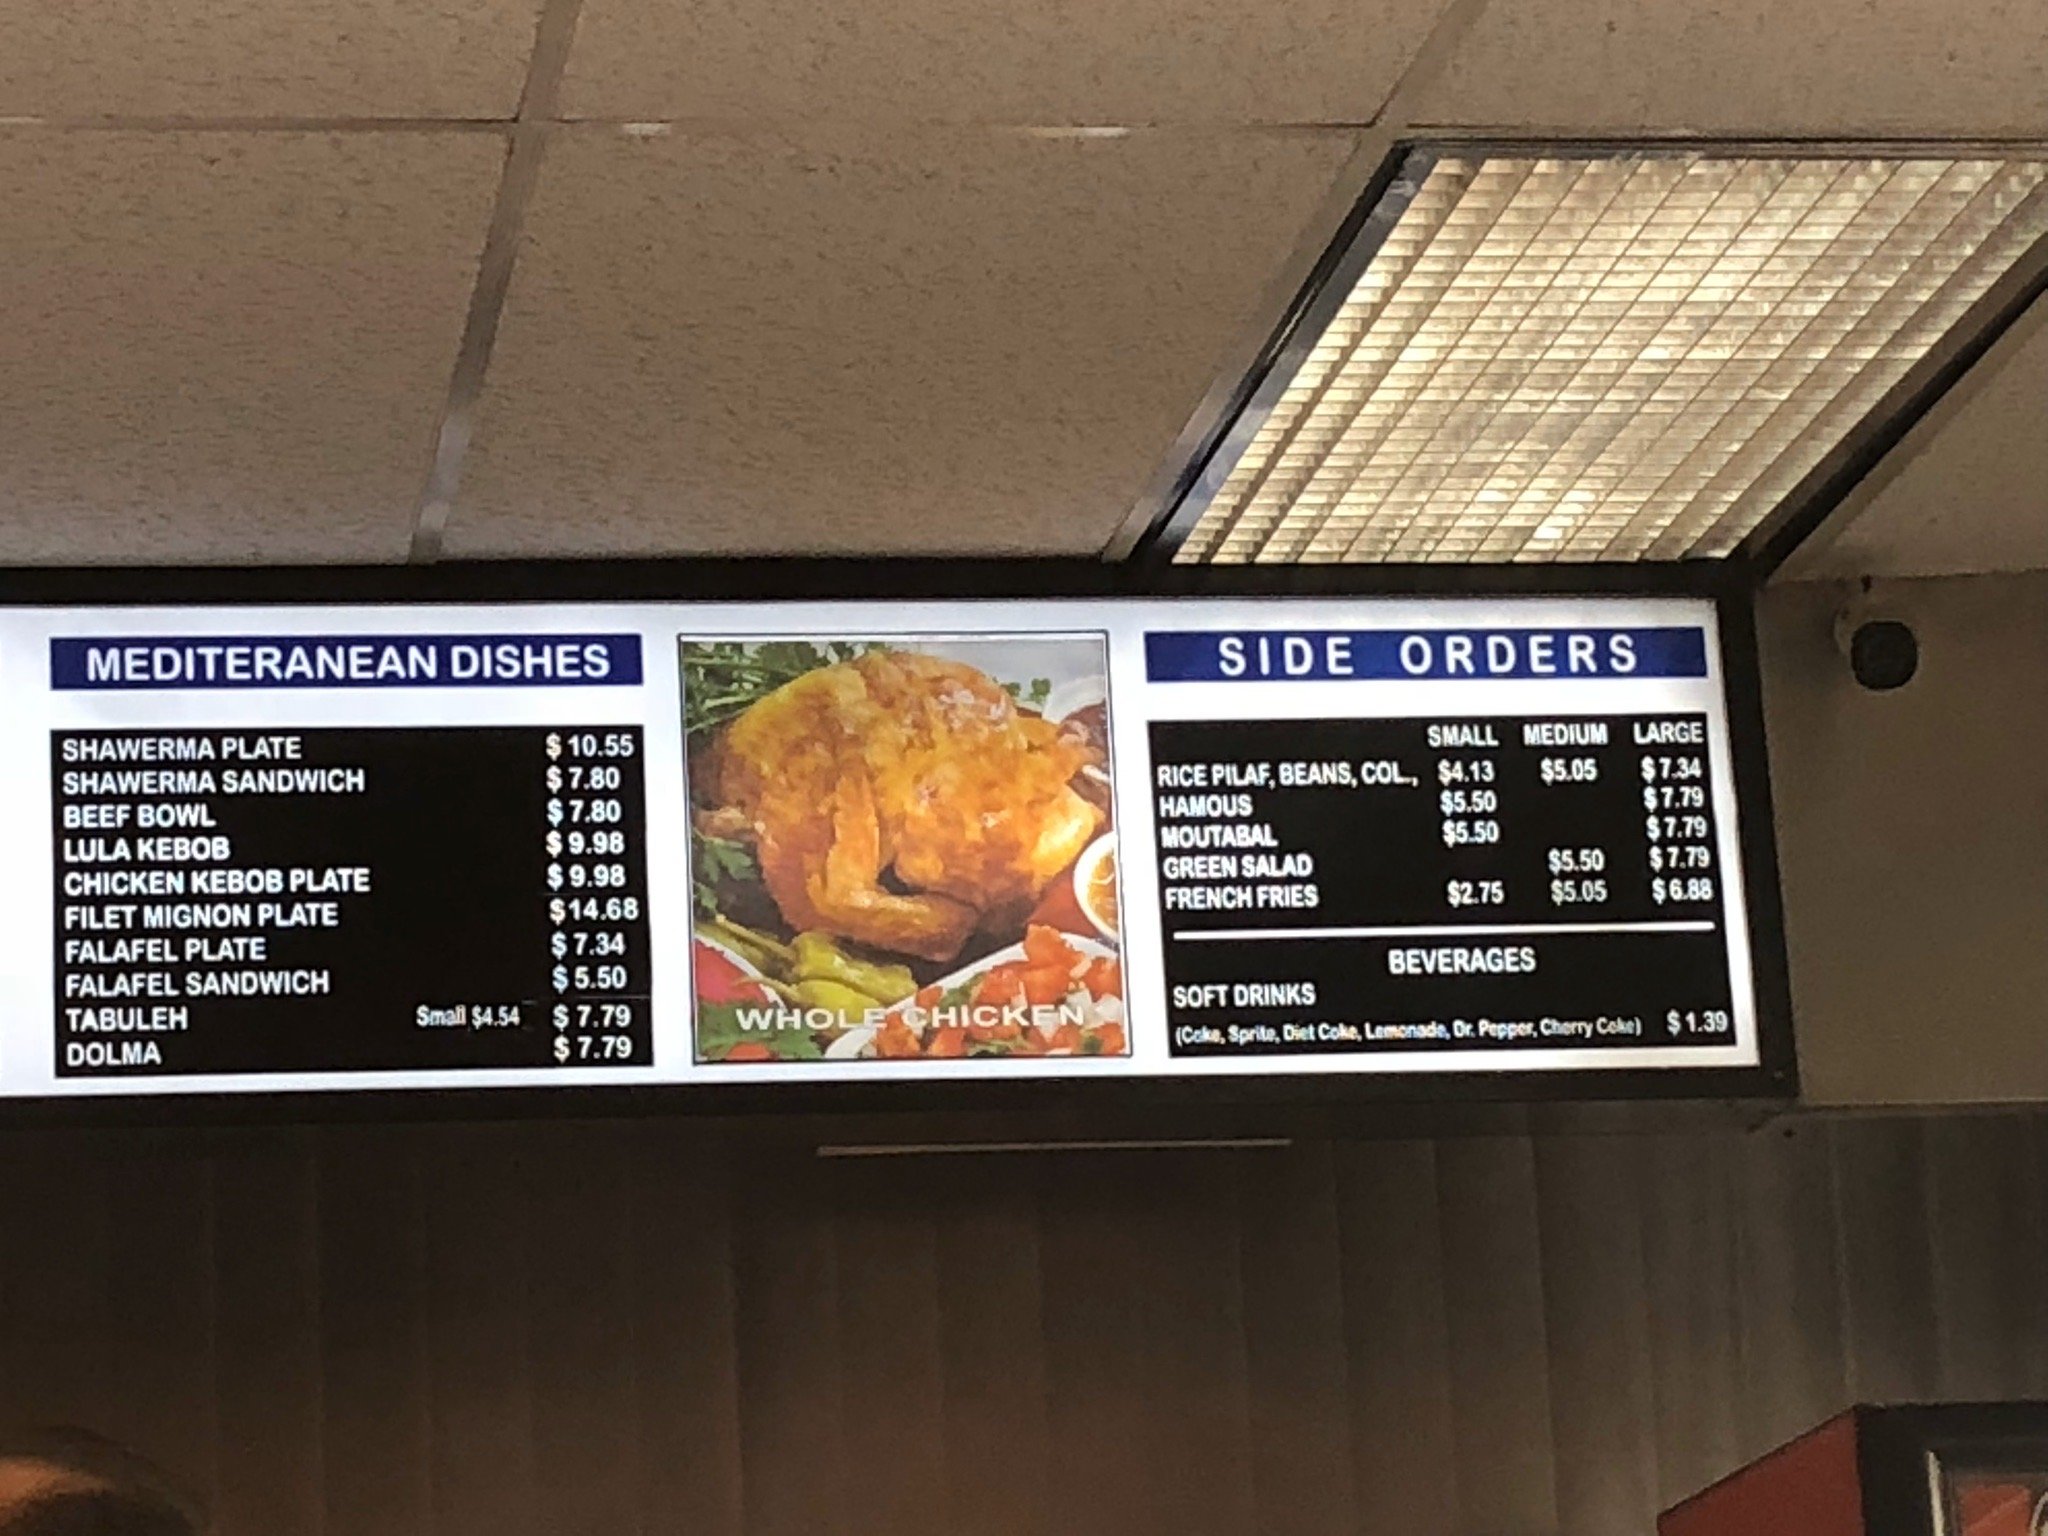 MEDITERANEAN DISHES
SHAWERMA PLATE $ 10.55
SHAWERMA SANDWICH $ 7.80
BEEF BOWL $ 7.80
LULA KEBOB $ 9.98
CHICKEN KEBOB PLATE $ 9.98
FILET MIGNON PLATE $14.68
FALAFEL PLATE $ 7.34
FALAFEL SANDWICH $ 5.50
TABULEH Small $4.54 $ 7.79
DOLMA $ 7.79
WHOLE CHICKEN
SIDE ORDERS
SMALL MEDIUM LARGE
RICE PILAF, BEANS, COL., $4.13 $5.05 $ 7.34
HAMOUS $5.50 $ 7.79
MOUTABAL $5.50 $ 7.79
GREEN SALAD $5.50 $ 7.79
FRENCH FRIES $2.75 $5.05 $ 6.88
BEVERAGES
SOFT DRINKS
(Coke, Sprite, Diet Coke, Lemonade, Dr. Pepper, Cherry Coke) $ 1.39